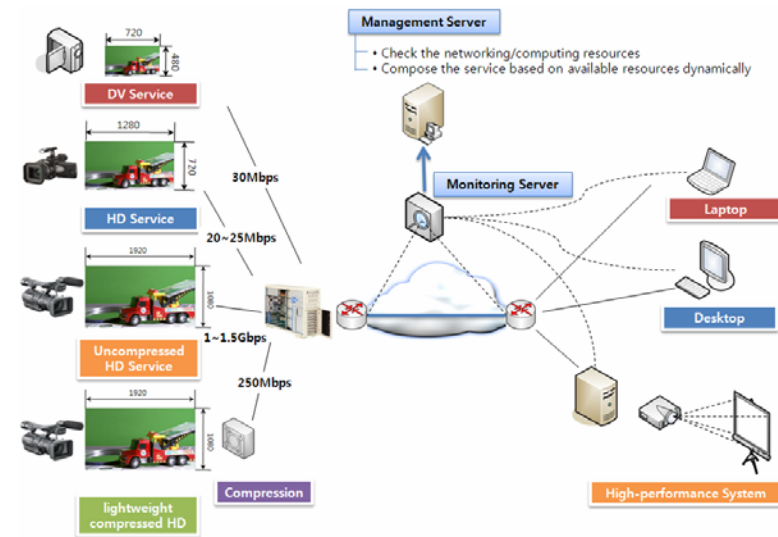 Management Server
• Check the networking/computing resources
• Compose the service based on available resources dynamically
720
480
DV Service
1280
720
HD Service
30Mbps
20~25Mbps
Monitoring Server
Laptop
1920
1080
Uncompressed
HD Service
1~1.5Gbps
Desktop
250Mbps
1920
1080
lightweight
compressed HD
Compression
High-performance System